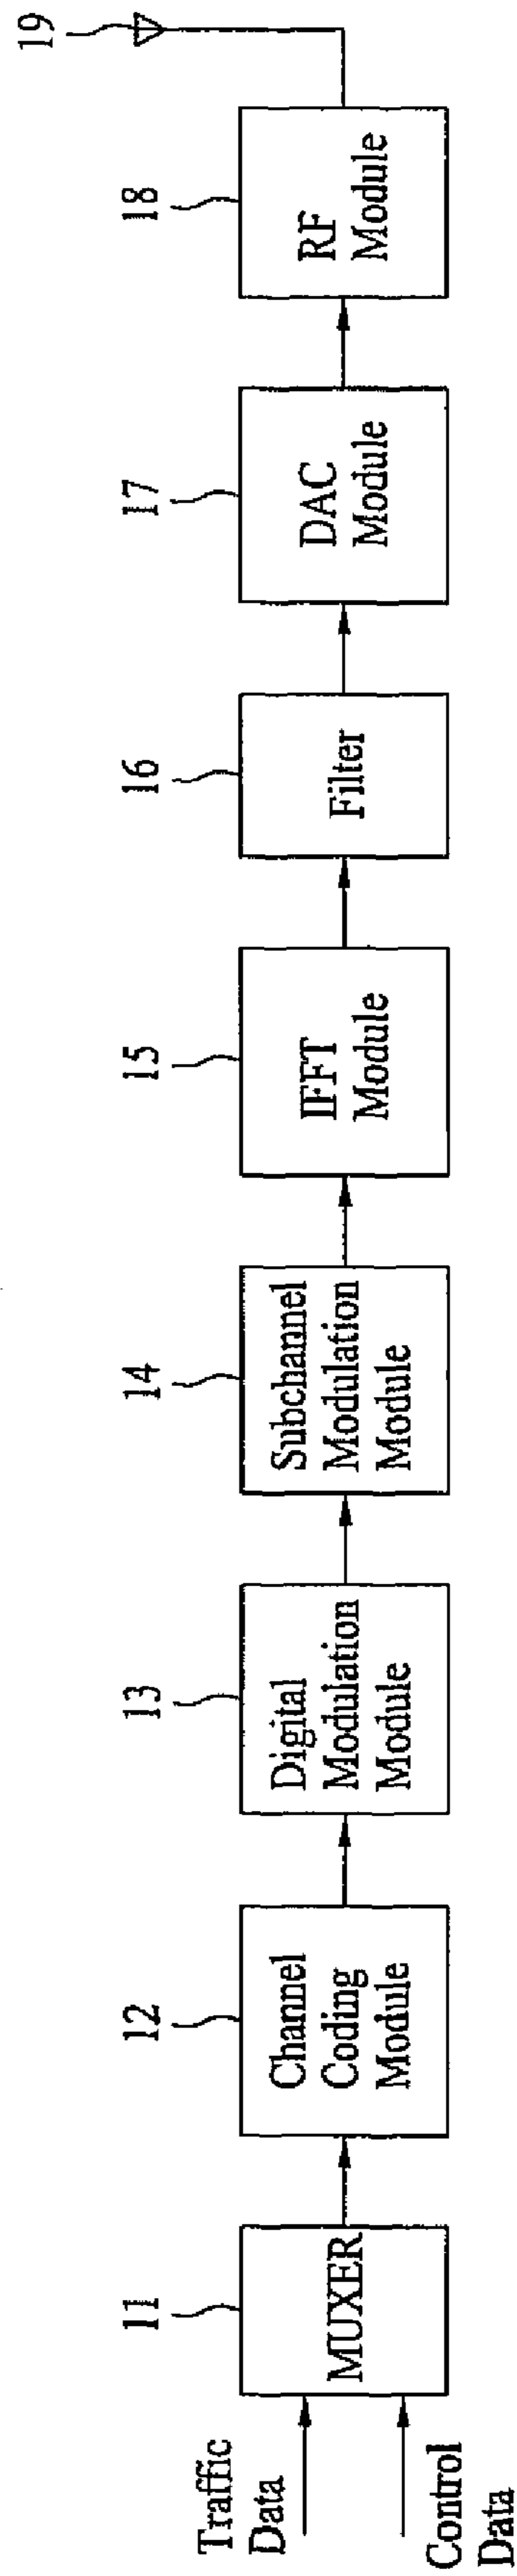 Traffic
Data
Control
Data
11
MUXER
12
Channel
Coding
Module
13
Digital
Modulation
Module
14
Subchannel
Modulation
Module
15
IFFT
Module
16
Filter
17
DAC
Module
18
RF
Module
19